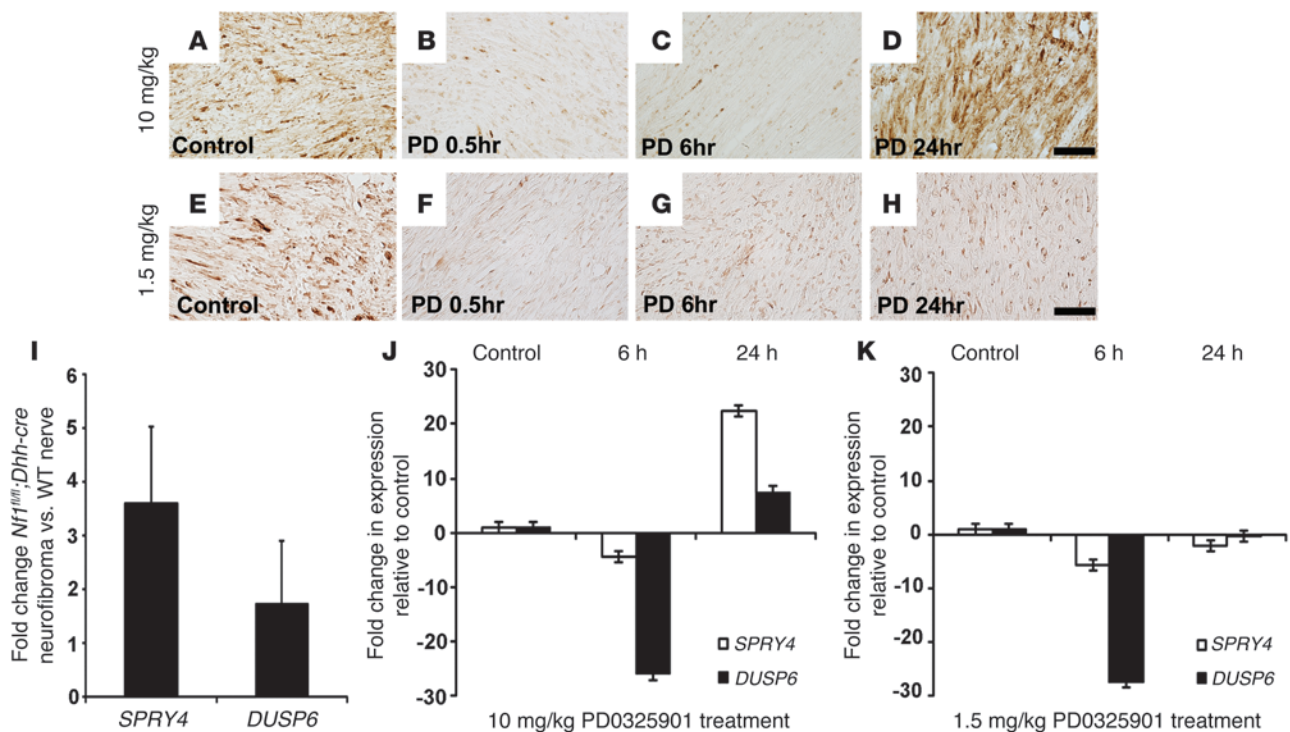 10 mg/kg
A
B
C
D
Control
PD 0.5hr
PD 6hr
PD 24hr
1.5 mg/kg
E
F
G
H
Control
PD 0.5hr
PD 6hr
PD 24hr
I
Fold change Nf1fl/fl;Dhh-cre
neurofibroma vs. WT nerve
6
5
4
3
2
1
0
SPRY4
DUSP6
J
Control
6 h
24 h
Fold change in expression
relative to control
30
20
10
0
-10
-20
-30
SPRY4
DUSP6
10 mg/kg PD0325901 treatment
K
Control
6 h
24 h
Fold change in expression
relative to control
30
20
10
0
-10
-20
-30
SPRY4
DUSP6
1.5 mg/kg PD0325901 treatment